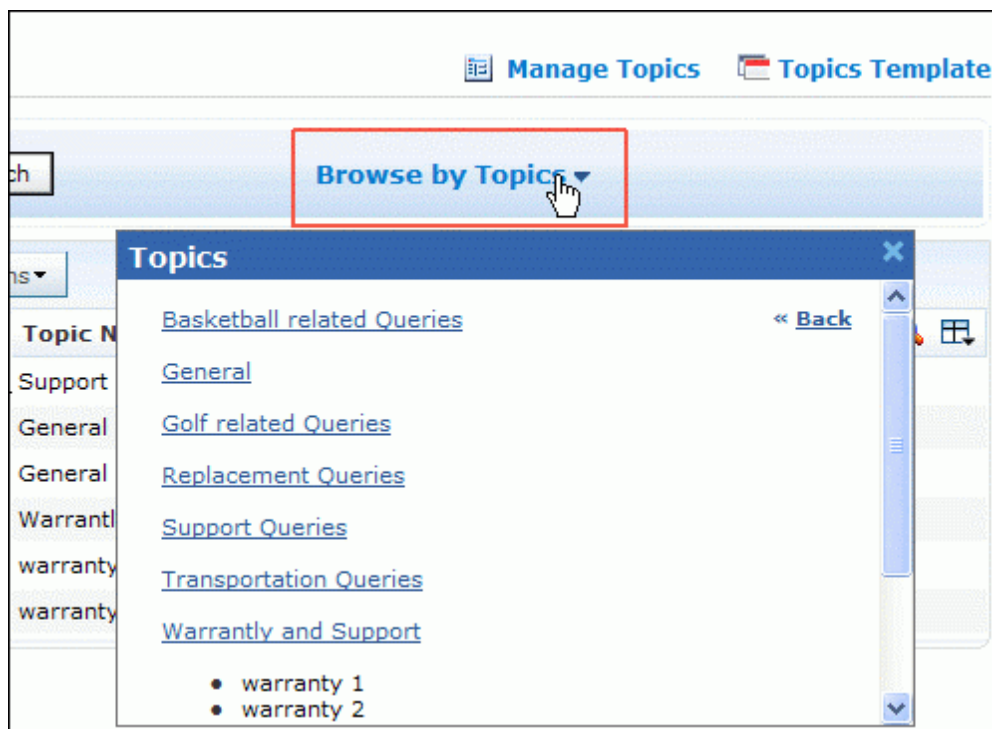 Manage Topics Topics Template
ch Browse by Topics
Topics
ns
Basketball related Queries « Back
Topic N
General
Support
Golf related Queries
General
Replacement Queries
General
Support Queries
Warrantl
Transportation Queries
warranty
warranty
Warrantly and Support
• warranty 1
• warranty 2